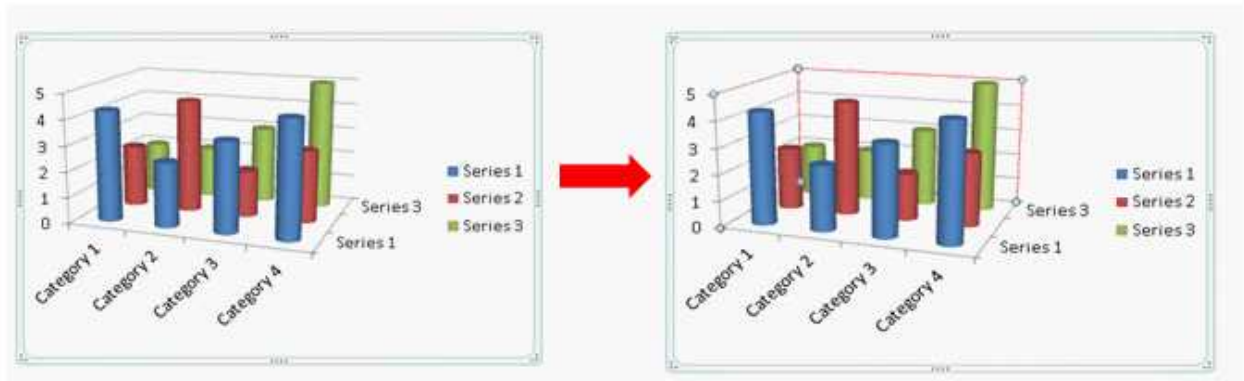 5
4
3
2
1
0
Category 1
Category 2
Category 3
Category 4
Series 3
Series 1
Series 1
Series 2
Series 3
5
4
3
2
1
0
Category 1
Category 2
Category 3
Category 4
Series 3
Series 1
Series 1
Series 2
Series 3